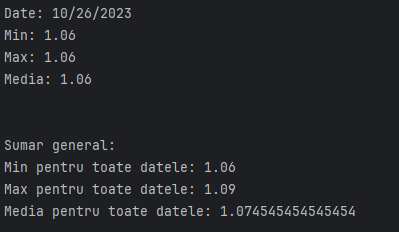 Date: 10/26/2023
Min: 1.06
Max: 1.06
Media: 1.06
Sumar general:
Min pentru toate datele: 1.06
Max pentru toate datele: 1.09
Media pentru toate datele: 1.074545454545454